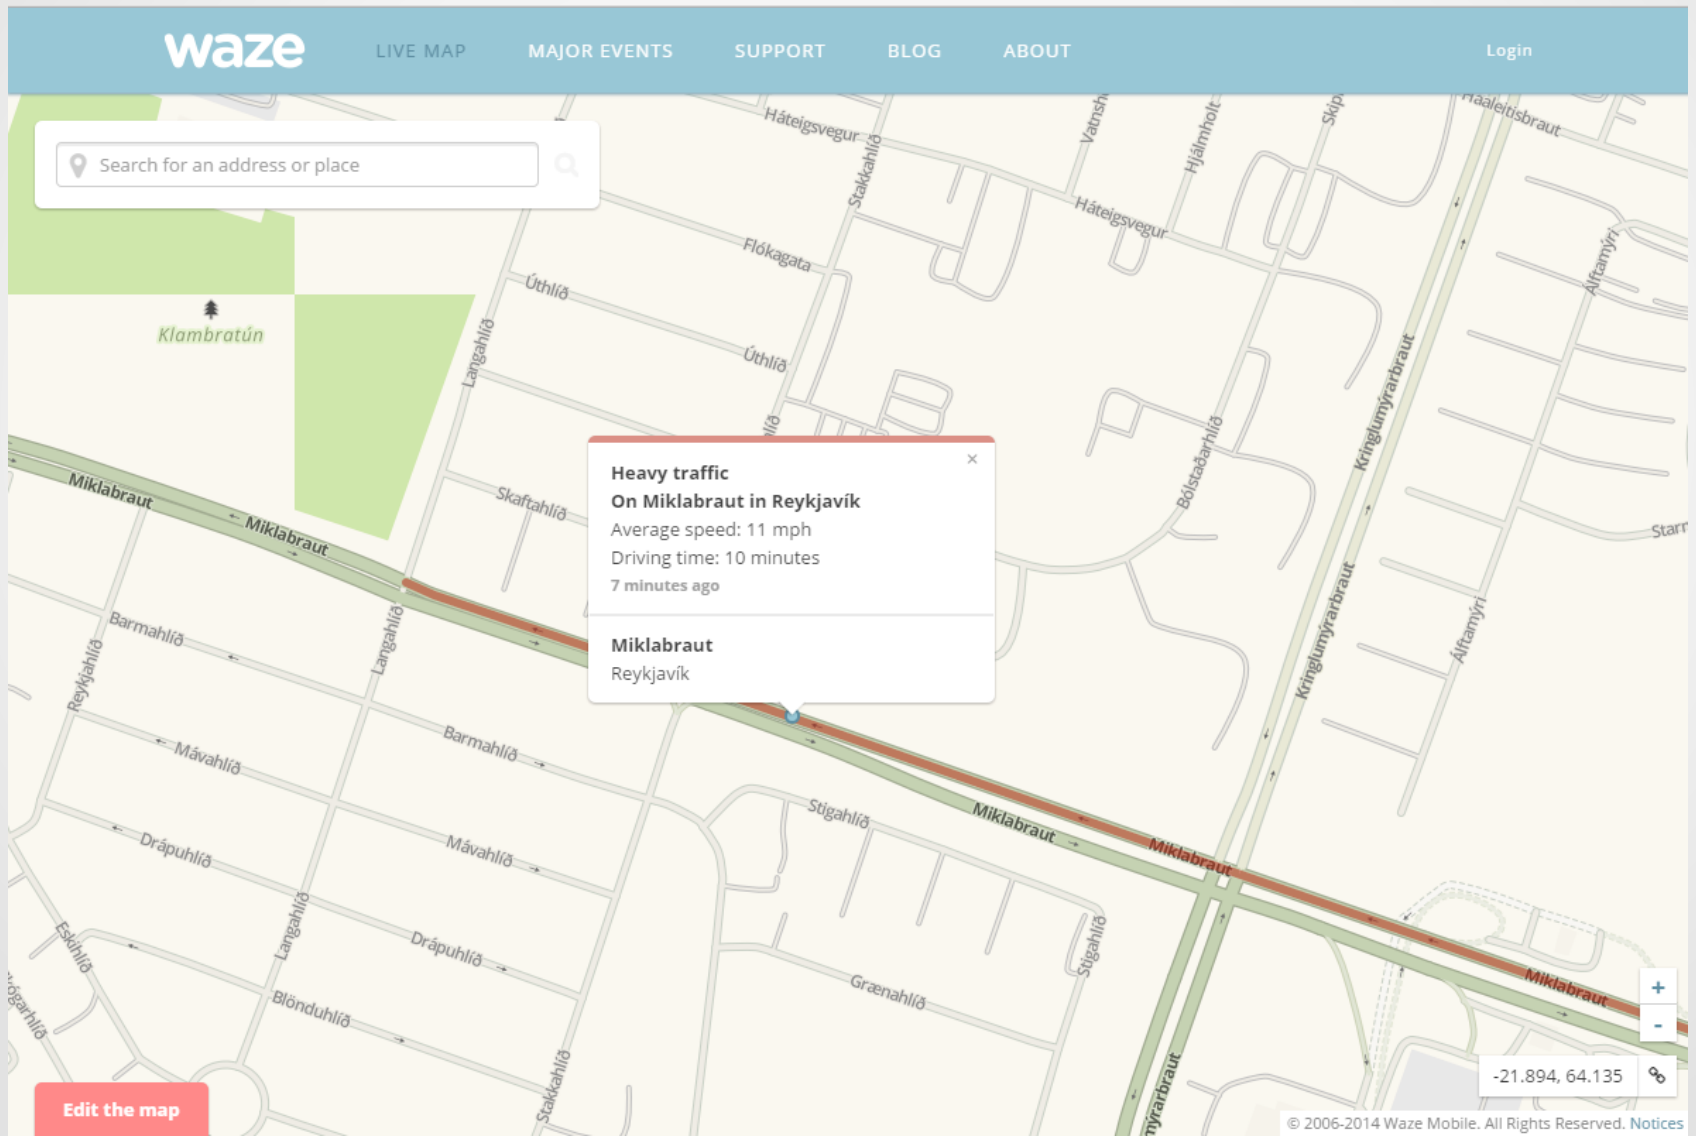 waze
LIVE MAP
MAJOR EVENTS
SUPPORT
BLOG
ABOUT
Login
Search for an address or place
Háteigsvegur
Stakkahlíð
Hjálmholt
Haaleitisbraut
Háteigsvegur
Flókagata
Úthlíð
Úthlíð
Álftamýri
Klambratún
Langahlíð
Kringlumýrarbraut
Bólstaðarhlíð
Miklabraut
Miklabraut
Skaftahlíð
Heavy traffic
On Miklabraut in Reykjavík
Average speed: 11 mph
Driving time: 10 minutes
7 minutes ago
Miklabraut
Reykjavík
Kringlumýrarbraut
Álftamýri
Barmahlíð
Langahlíð
Reykjahlíð
Barmahlíð
Mávahlíð
Stigahlíð
Miklabraut
Miklabraut
Drápuhlíð
Mávahlíð
Langahlíð
Eskihlíð
Drápuhlíð
Stigahlíð
Grænahlíð
Miklabraut
Blönduhlíð
Stakkahlíð
+
-
-21.894, 64.135
Edit the map
© 2006-2014 Waze Mobile. All Rights Reserved. Notices